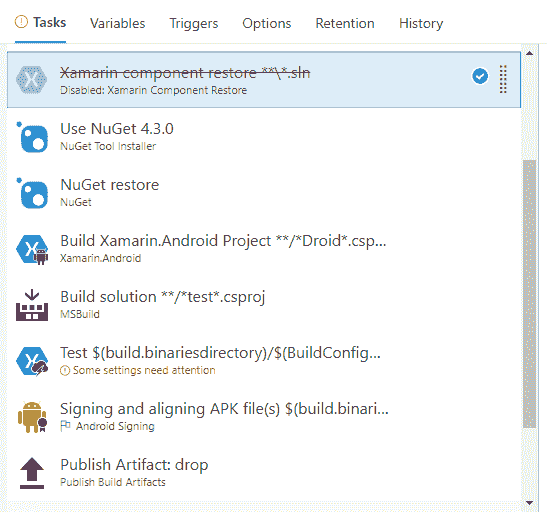 Tasks Variables Triggers Options Retention History
Xamarin component restore **\*.sln
Disabled: Xamarin Component Restore
Use NuGet 4.3.0
NuGet Tool Installer
NuGet restore
NuGet
Build Xamarin.Android Project **/*Droid*.csp...
Xamarin.Android
Build solution **/*test*.csproj
MSBuild
Test $(build.binariesdirectory)/$(BuildConfig...
Some settings need attention
Signing and aligning APK file(s) $(build.binari...
Android Signing
Publish Artifact: drop
Publish Build Artifacts